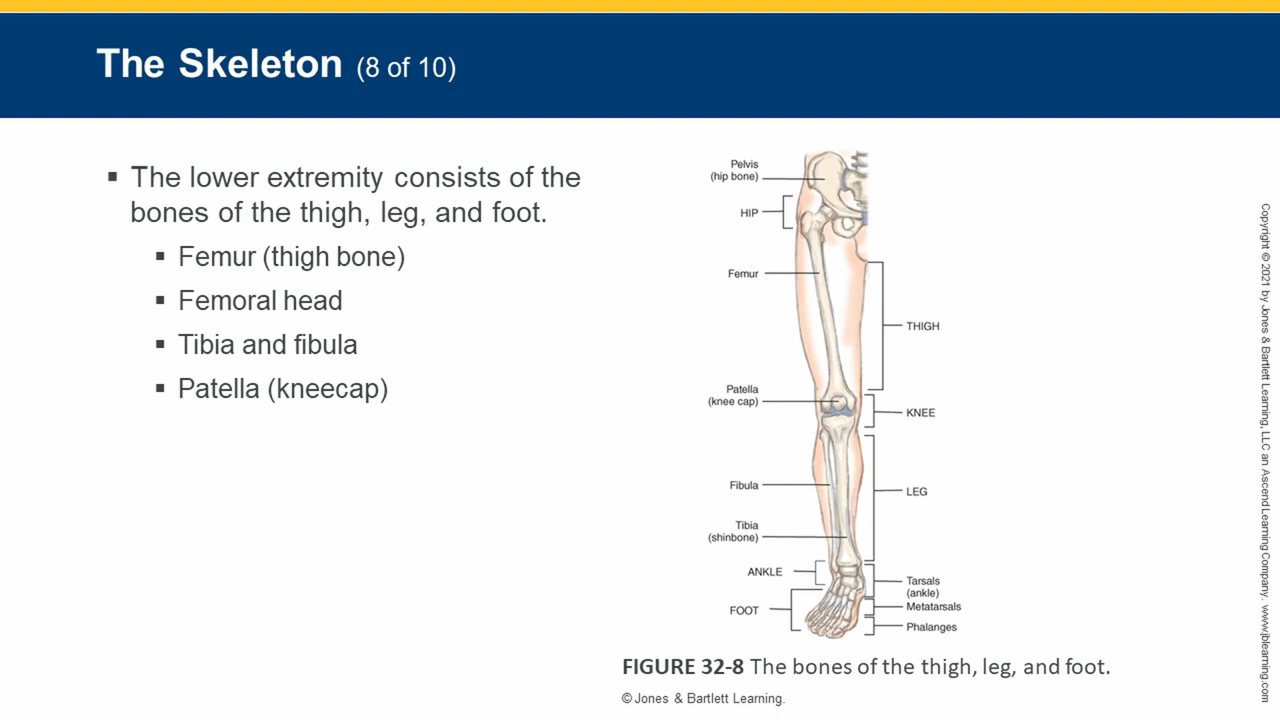 The Skeleton (8 of 10)
▪ The lower extremity consists of the
bones of the thigh, leg, and foot.
▪ Femur (thigh bone)
▪ Femoral head
▪ Tibia and fibula
▪ Patella (kneecap)
Pelvis
(hip bone)
HIP
Femur
THIGH
Patella
(knee cap)
KNEE
Fibula
LEG
Tibia
(shinbone)
ANKLE
Tarsals
(ankle)
FOOT
Metatarsals
Phalanges
FIGURE 32-8 The bones of the thigh, leg, and foot.
© Jones & Bartlett Learning.
Copyright © 2021 by Jones & Bartlett Learning, LLC an Ascend Learning Company. www.jblearning.com